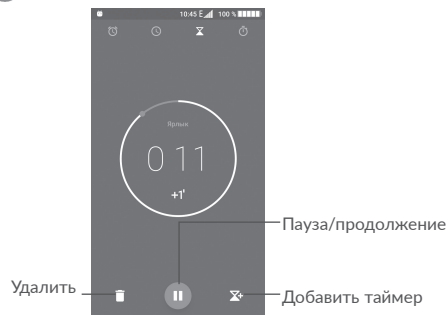 10:45 E 100 %
Ярлык
0 11
+1'
Пауза/продолжение
Удалить
Добавить таймер